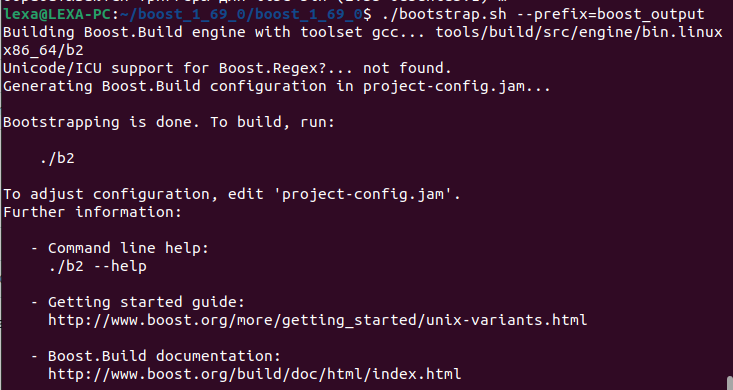 lexa@LEXA-PC:~/boost_1_69_0/boost_1_69_0$ ./bootstrap.sh --prefix=boost_output
Building Boost.Build engine with toolset gcc... tools/build/src/engine/bin.linux
x86_64/b2
Unicode/ICU support for Boost.Regex?... not found.
Generating Boost.Build configuration in project-config.jam...
Bootstrapping is done. To build, run:
./b2
To adjust configuration, edit 'project-config.jam'.
Further information:
- Command line help:
./b2 --help
- Getting started guide:
http://www.boost.org/more/getting_started/unix-variants.html
- Boost.Build documentation:
http://www.boost.org/build/doc/html/index.html